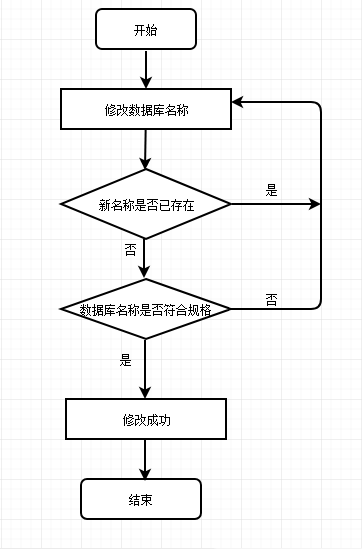 开始
修改数据库名称
新名称是否已存在
是
否
数据库名称是否符合规格
否
是
修改成功
结束